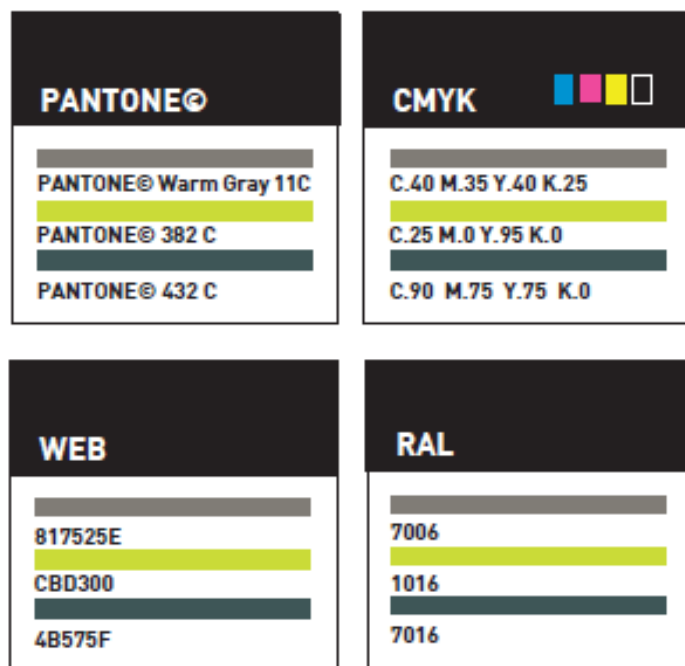 PANTONE©
PANTONE© Warm Gray 11C
PANTONE© 382 C
PANTONE© 432 C
CMYK
C.40 M.35 Y.40 K.25
C.25 M.0 Y.95 K.0
C.90 M.75 Y.75 K.0
WEB
817525E
CBD300
4B575F
RAL
7006
1016
7016